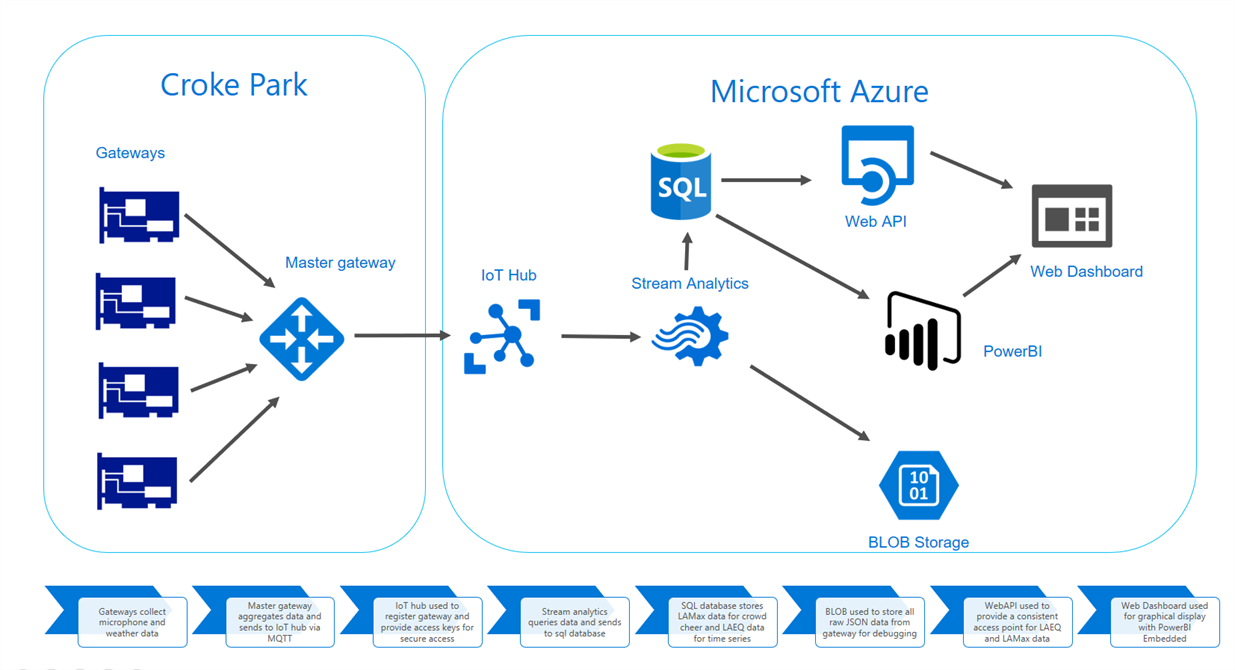 Croke Park
Microsoft Azure
Gateways
Master gateway
IoT Hub
Stream Analytics
SQL
Web API
Web Dashboard
PowerBI
10
01
BLOB Storage
Gateways collect
microphone and
weather data
Master gateway
aggregates data and
sends to IoT hub via
MQTT
IoT hub used to
register gateway and
provide access keys for
secure access
Stream analytics
queries data and sends
to sql database
SQL database stores
LAMax data for crowd
cheer and LAEQ data
for time series
BLOB used to store all
raw JSON data from
gateway for debugging
WebAPI used to
provide a consistent
access point for LAEQ
and LAMax data
Web Dashboard used
for graphical display
with PowerBI
Embedded